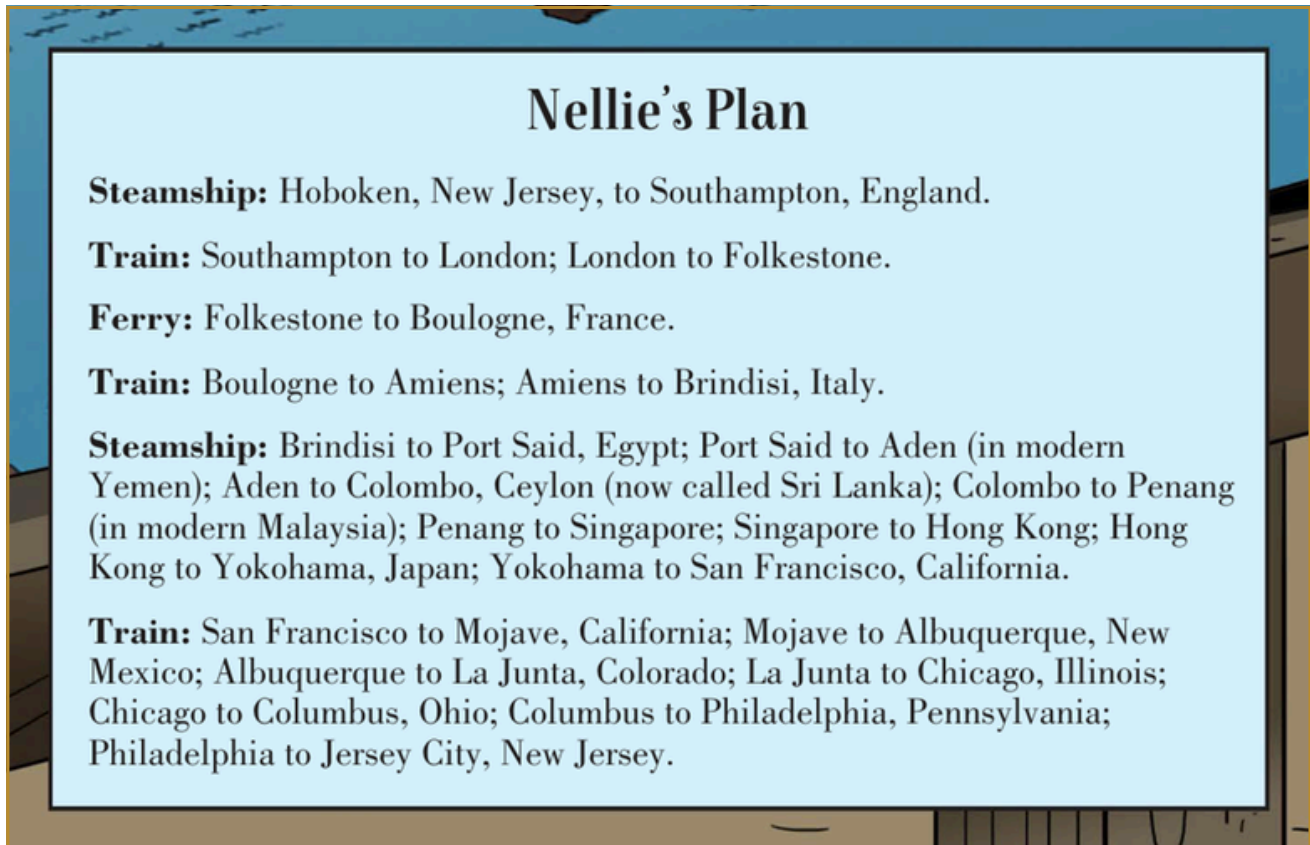 Nellie’s Plan
Steamship: Hoboken, New Jersey, to Southampton, England.
Train: Southampton to London; London to Folkestone.
Ferry: Folkestone to Boulogne, France.
Train: Boulogne to Amiens; Amiens to Brindisi, Italy.
Steamship: Brindisi to Port Said, Egypt; Port Said to Aden (in modern
Yemen); Aden to Colombo, Ceylon (now called Sri Lanka); Colombo to Penang
(in modern Malaysia); Penang to Singapore; Singapore to Hong Kong; Hong
Kong to Yokohama, Japan; Yokohama to San Francisco, California.
Train: San Francisco to Mojave, California; Mojave to Albuquerque, New
Mexico; Albuquerque to La Junta, Colorado; La Junta to Chicago, Illinois;
Chicago to Columbus, Ohio; Columbus to Philadelphia, Pennsylvania;
Philadelphia to Jersey City, New Jersey.